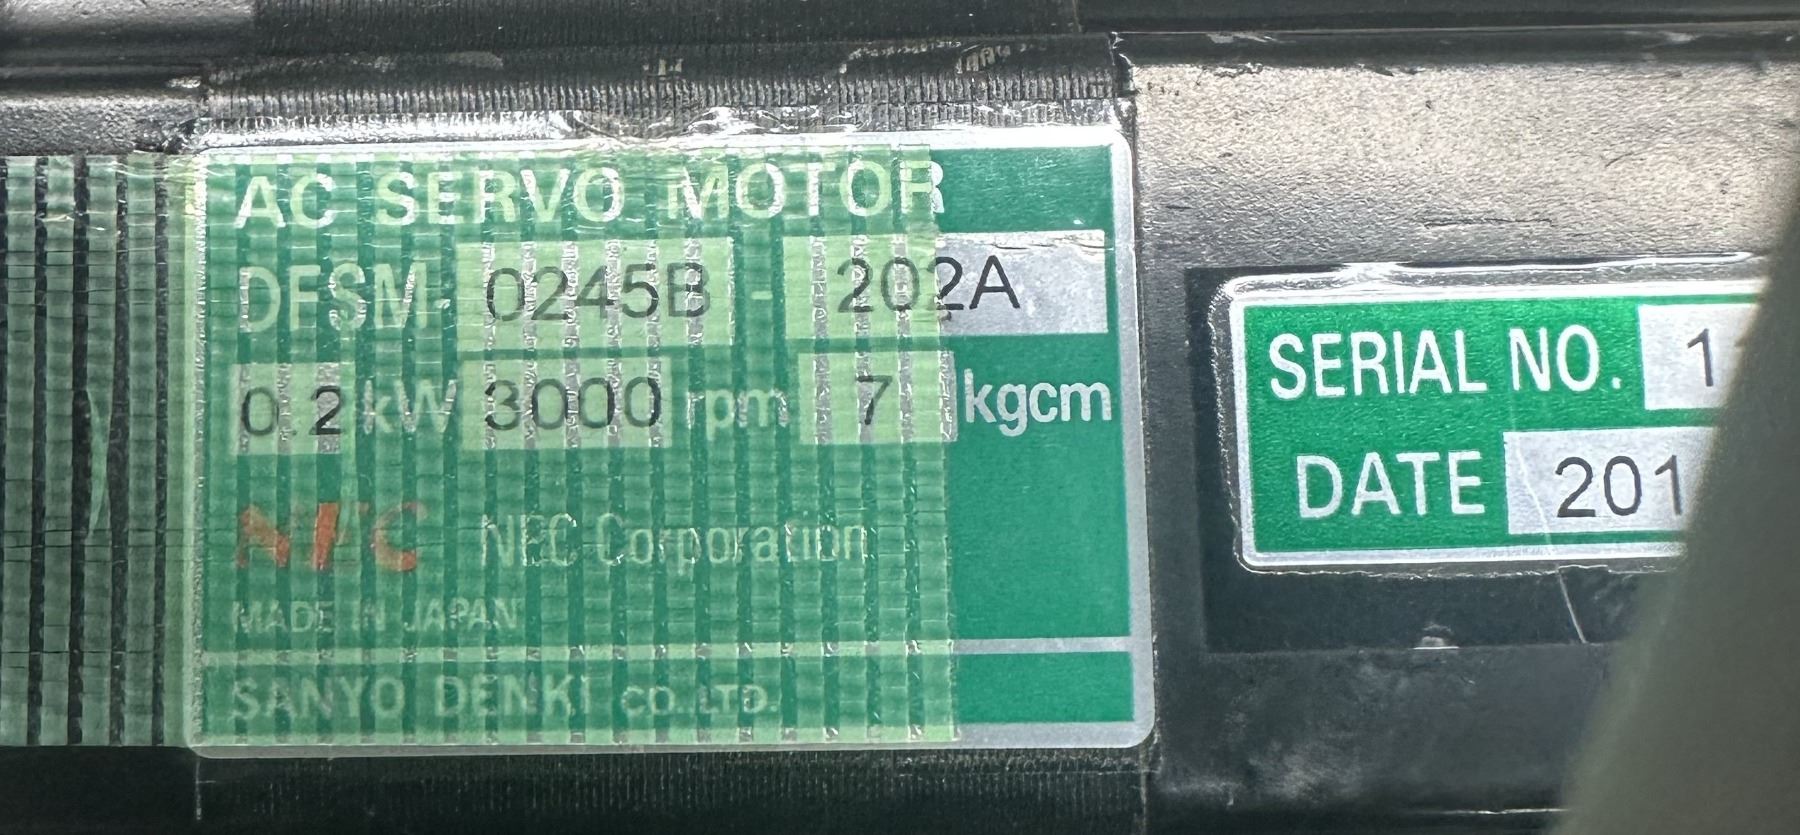 AC SERVO MOTOR
DFSM- 0245B - 202A
0.2 kW 3000 rpm 7 kgcm
NEC NEC Corporation
MADE IN JAPAN
SANYO DENKI CO. LTD.
SERIAL NO. 1
DATE 201